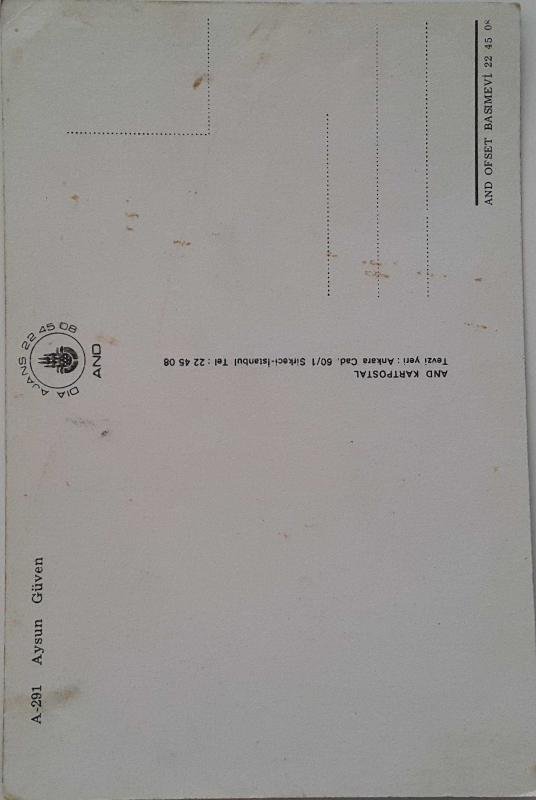 A-291 Aysun Güven
DIA AJANS 22 45 08
AND
AND KARTPOSTAL
Tevzi yeri : Ankara Cad. 60/1 Sirkeci-İstanbul Tel : 22 45 08
AND OFSET BASIMEVİ 22 45 08